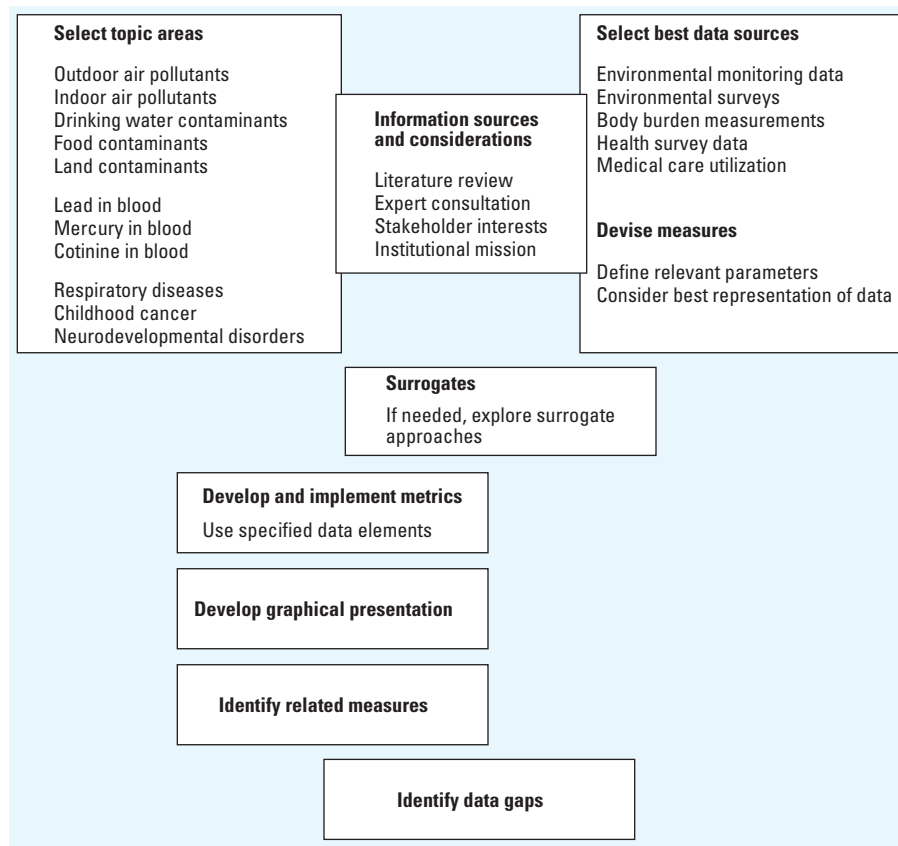 Select topic areas
Outdoor air pollutants
Indoor air pollutants
Drinking water contaminants
Food contaminants
Land contaminants
Lead in blood
Mercury in blood
Cotinine in blood
Respiratory diseases
Childhood cancer
Neurodevelopmental disorders
Information sources
and considerations
Literature review
Expert consultation
Stakeholder interests
Institutional mission
Select best data sources
Environmental monitoring data
Environmental surveys
Body burden measurements
Health survey data
Medical care utilization
Devise measures
Define relevant parameters
Consider best representation of data
Surrogates
If needed, explore surrogate
approaches
Develop and implement metrics
Use specified data elements
Develop graphical presentation
Identify related measures
Identify data gaps